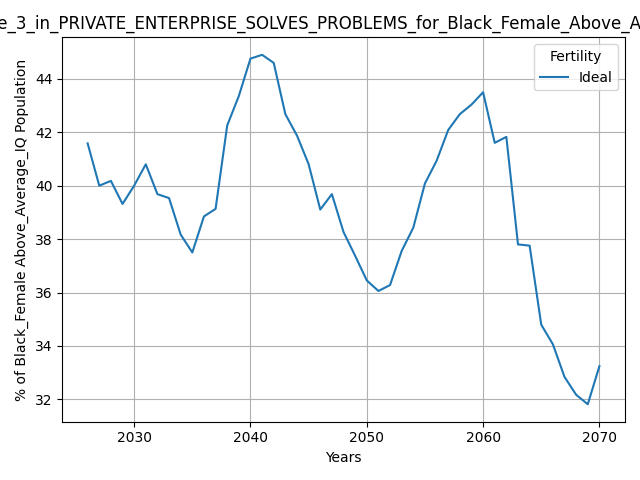 e_3_in_PRIVATE_ENTERPRISE_SOLVES_PROBLEMS_for_Black_Female_Above_A
Fertility
Ideal
% of Black_Female Above_Average_IQ Population
44
42
40
38
36
34
32
2030
2040
2050
2060
2070
Years